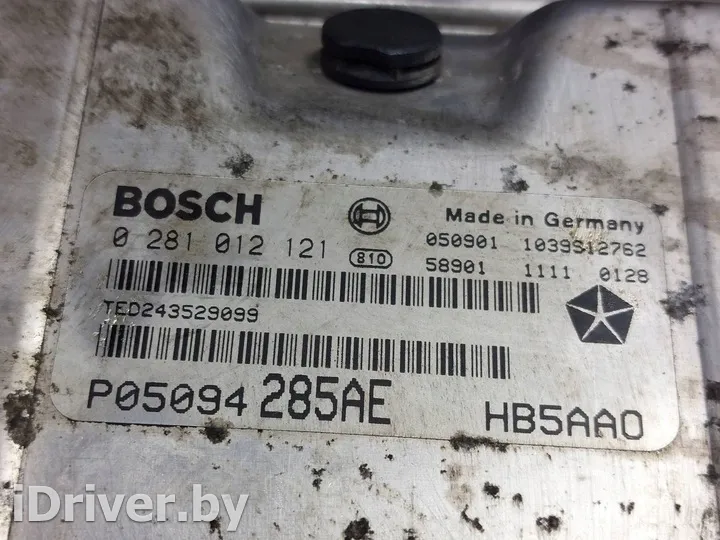 BOSCH
Made in Germany
0 281 012 121
810
050901 1039S12762
58901 1111 0128
TED243529099
P05094 285AE HB5AA0
iDriver.by